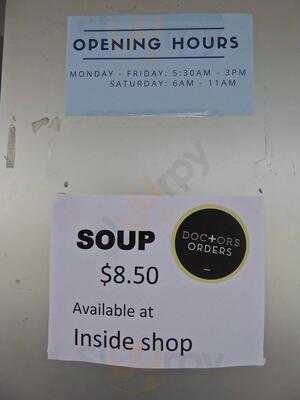 OPENING HOURS
MONDAY - FRIDAY: 5:30AM - 3PM
SATURDAY: 6AM - 11AM
SOUP
$8.50
DOC+ORS
ORDERS
Available at
Inside shop